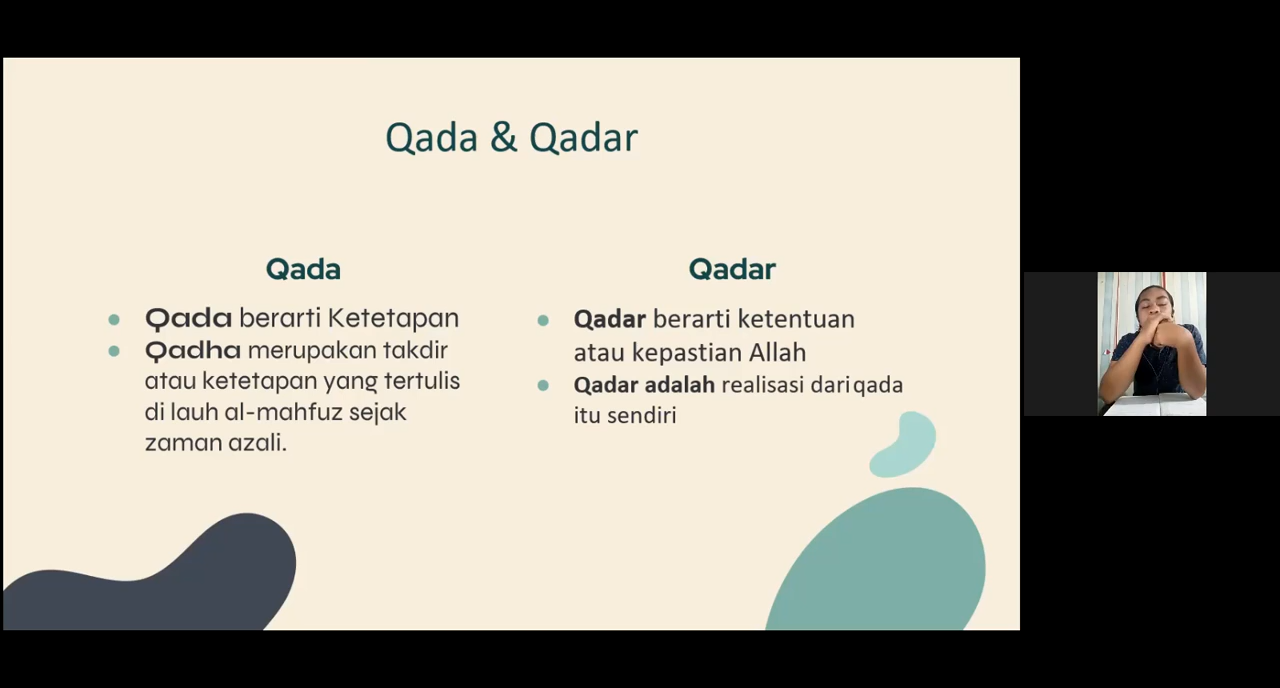 Qada & Qadar
Qada
Qada berarti Ketetapan
Qadha merupakan takdir
atau ketetapan yang tertulis
di lauh al-mahfuz sejak
zaman azali.
Qadar
Qadar berarti ketentuan
atau kepastian Allah
Qadar adalah realisasi dari qada
itu sendiri